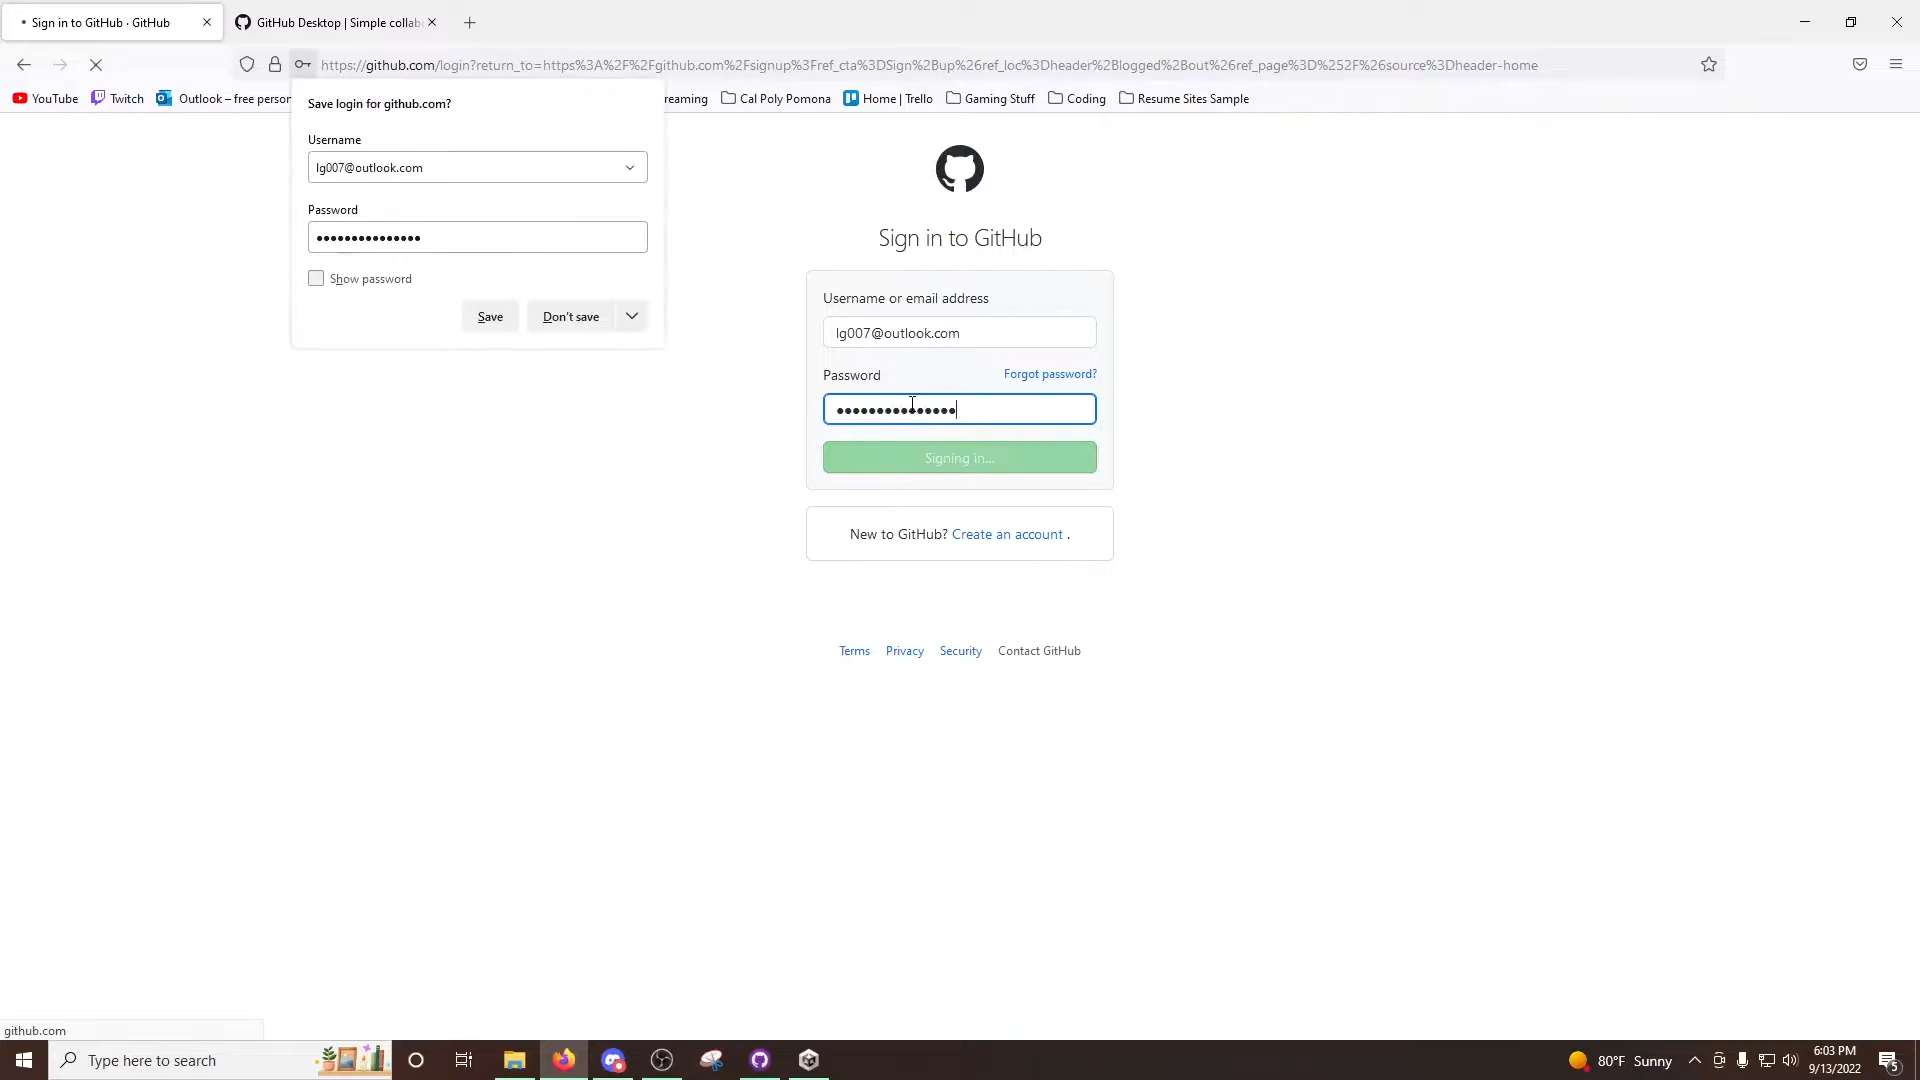 Sign in to GitHub · GitHub
GitHub Desktop | Simple collab
https://github.com/login?return_to=https%3A%2F%2Fgithub.com%2Fsignup%3Fref_cta%3DSign%2Bup%26ref_loc%3Dheader%2Blogged%2Bout%26ref_page%3D%252F%26source%3Dheader-home
YouTube Twitch Outlook – free person reaming Cal Poly Pomona Home | Trello Gaming Stuff Coding Resume Sites Sample
Save login for github.com?
Username
lg007@outlook.com
Password
Show password
Save Don't save
Sign in to GitHub
Username or email address
lg007@outlook.com
Password Forgot password?
Signing in...
New to GitHub? Create an account .
Terms Privacy Security Contact GitHub
github.com
Type here to search
80°F Sunny
6:03 PM
9/13/2022
5